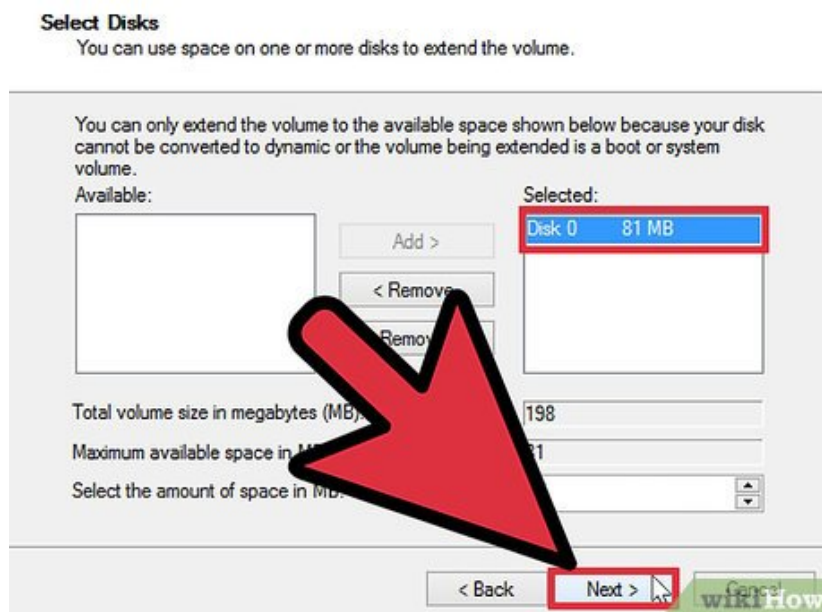 Select Disks
You can use space on one or more disks to extend the volume.
You can only extend the volume to the available space shown below because your disk
cannot be converted to dynamic or the volume being extended is a boot or system
volume.
Available:
Selected:
Disk 0 81 MB
Add >
< Remove
Total volume size in megabytes (MB):
198
Maximum available space in
Select the amount of space in MB:
< Back
Next >
Cancel
wikiHow